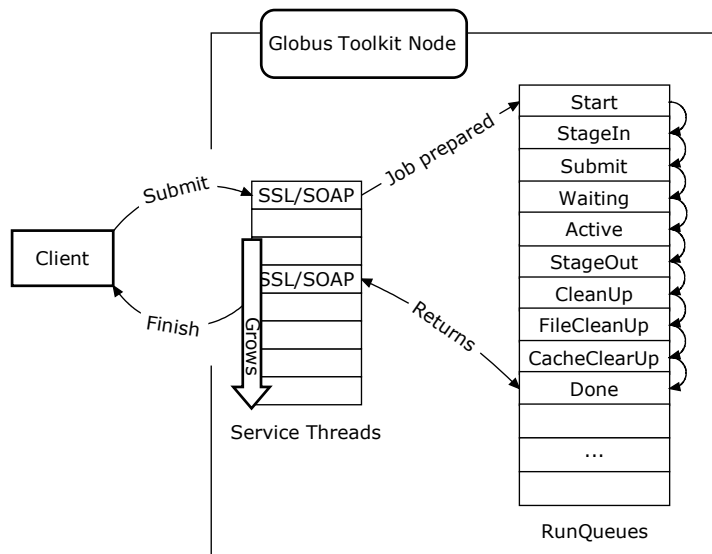 Globus Toolkit Node
Start
Job prepared
StageIn
Submit
Submit
SSL/SOAP
Waiting
Active
Client
StageOut
SSL/SOAP
CleanUp
Finish
Grows
Returns
FileCleanUp
CacheClearUp
Done
Service Threads
...
RunQueues